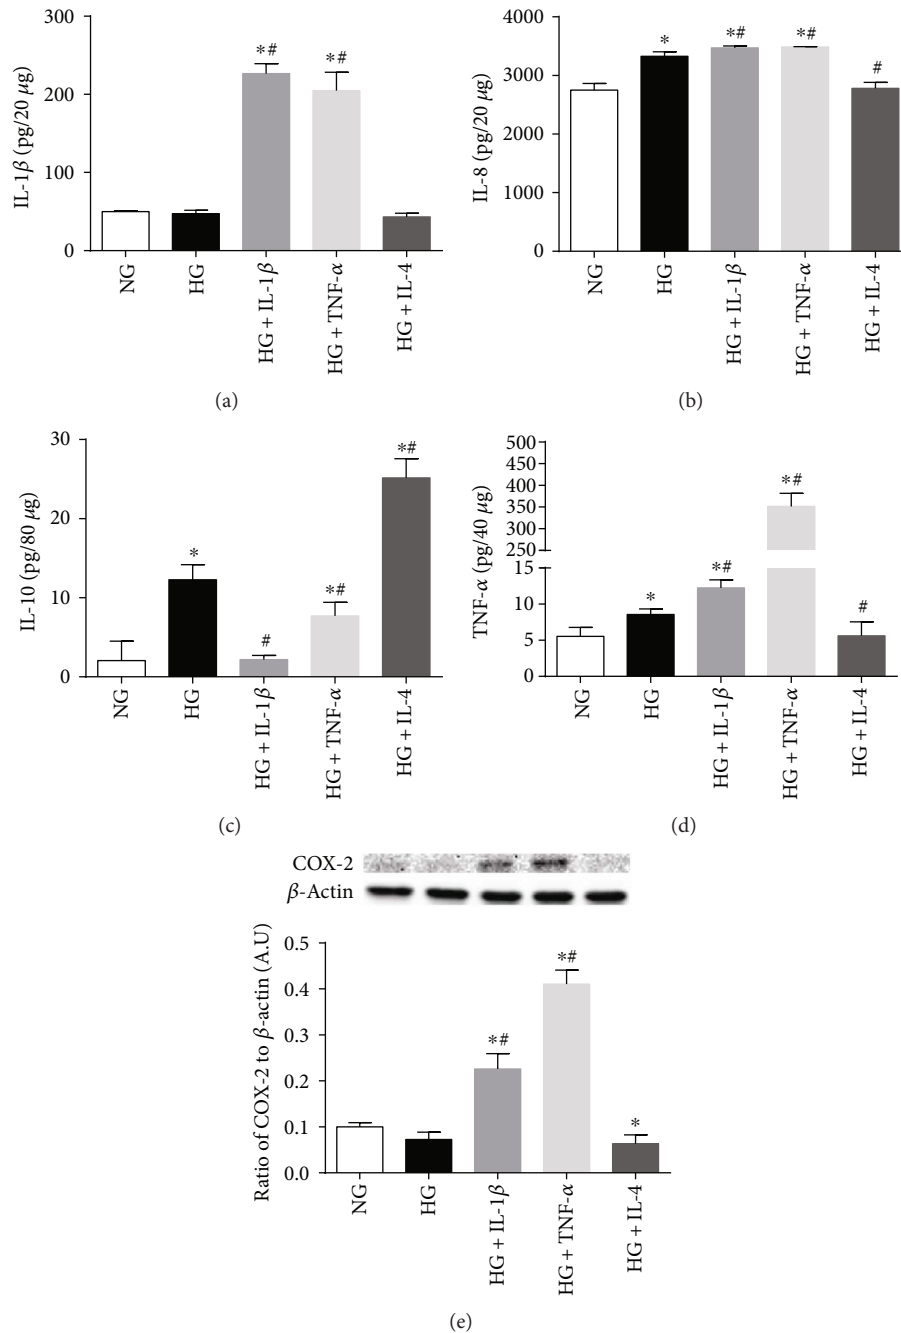 IL-1β (pg/20 μg)
300
200
100
0
*#
*#
NG
HG
HG + IL-1β
HG + TNF-α
HG + IL-4
(a)
IL-8 (pg/20 μg)
4000
3000
2000
1000
0
*
*#
*#
#
NG
HG
HG + IL-1β
HG + TNF-α
HG + IL-4
(b)
IL-10 (pg/80 μg)
30
20
10
0
*
#
*#
*#
NG
HG
HG + IL-1β
HG + TNF-α
HG + IL-4
(c)
TNF-α (pg/40 μg)
500
450
400
350
300
250
15
10
5
0
*
*#
*#
#
NG
HG
HG + IL-1β
HG + TNF-α
HG + IL-4
(d)
COX-2
β-Actin
Ratio of COX-2 to β-actin (A.U)
0.5
0.4
0.3
0.2
0.1
0.0
*#
*#
*
NG
HG
HG + IL-1β
HG + TNF-α
HG + IL-4
(e)